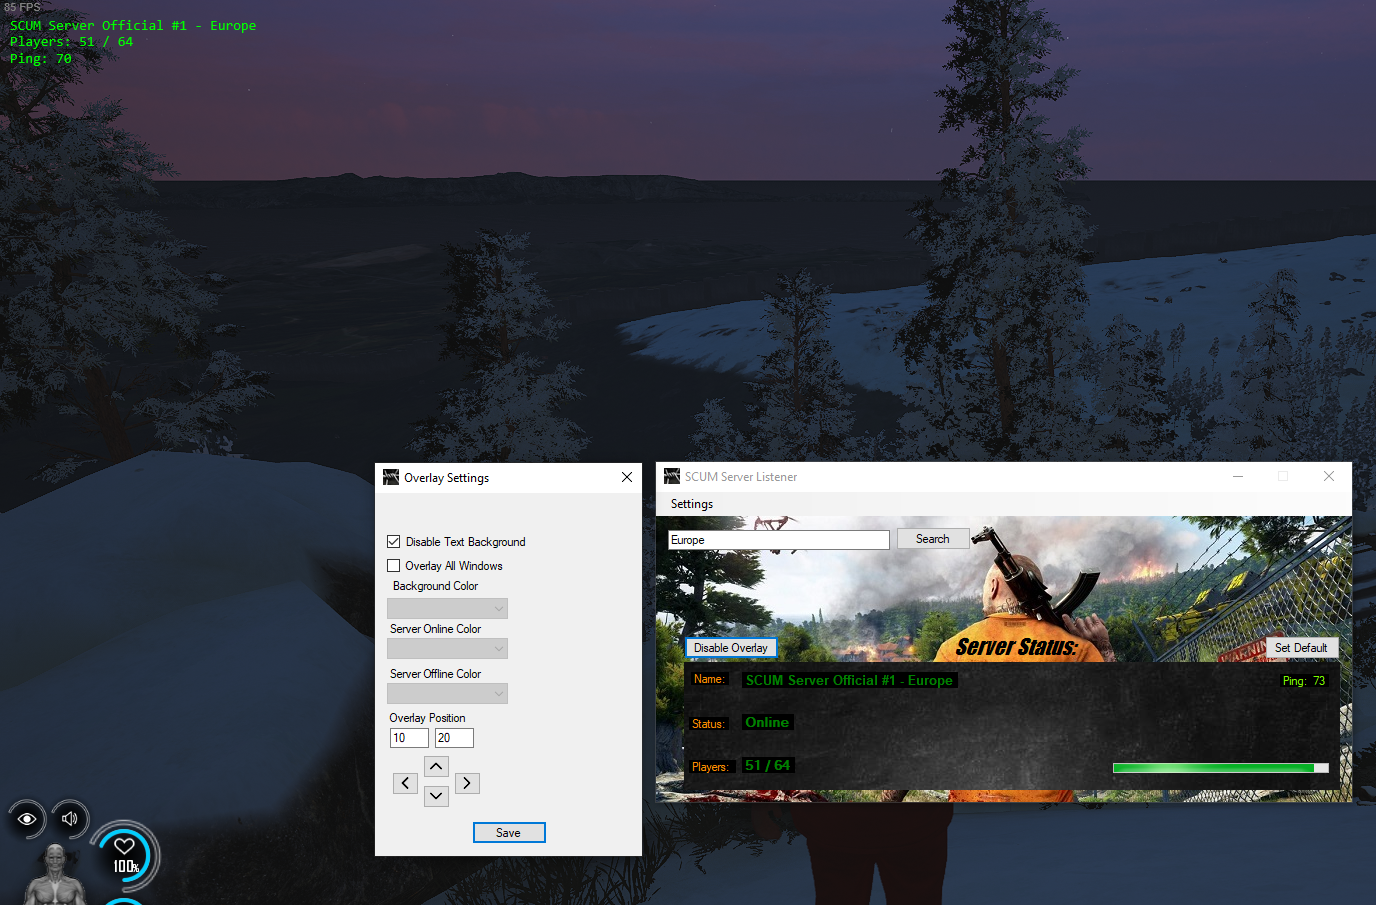 85 FPS
SCUM Server Official #1 - Europe
Players: 51 / 64
Ping: 70
Overlay Settings
Disable Text Background
Overlay All Windows
Background Color
Server Online Color
Server Offline Color
Overlay Position
10 20
Save
SCUM Server Listener
Settings
Europe Search
Disable Overlay Server Status: Set Default
WARNING
Name: SCUM Server Official #1 - Europe Ping: 73
Status: Online
Players: 51 / 64
100%